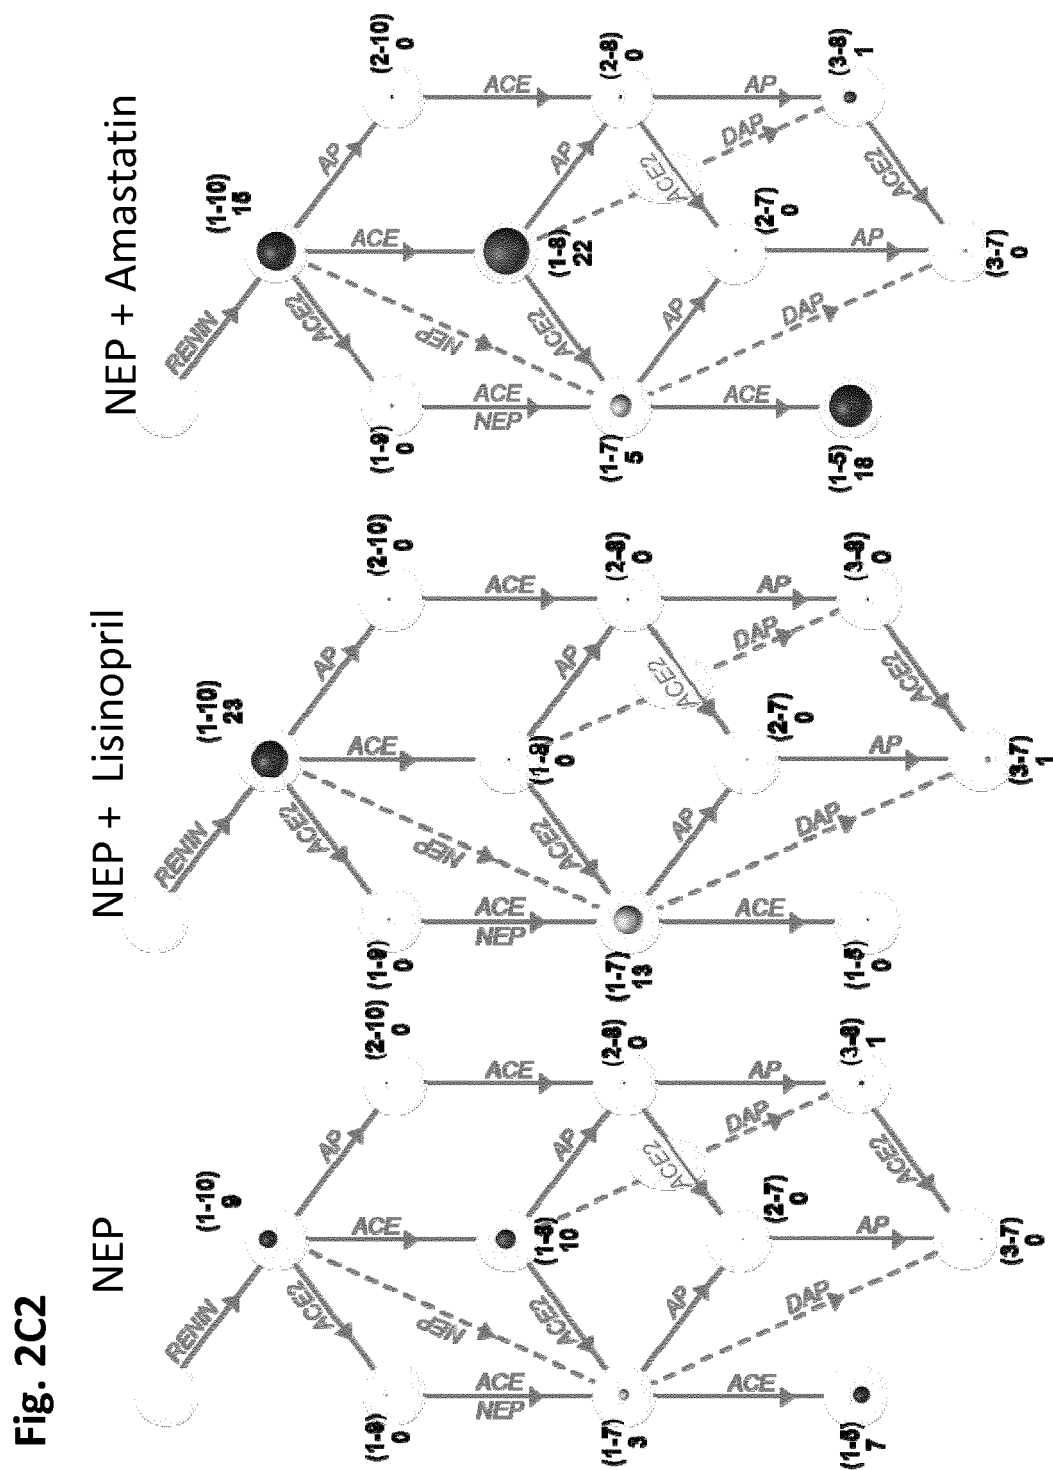 Fig. 2C2
NEP
RENIN
(1-10)
9
AP
(2-10)
0
ACE2
ACE
NEP
ACE
(1-9)
0
ACE
NEP
(1-8)
10
AP
(2-8)
0
ACE2
ACE2
DAP
AP
(1-7)
3
AP
(2-7)
0
ACE
DAP
AP
ACE2
(3-8)
1
(1-5)
7
(3-7)
0
NEP + Lisinopril
RENIN
(1-10)
23
AP
(2-10)
0
ACE2
ACE
NEP
ACE
(1-9)
0
ACE
NEP
(1-8)
0
AP
(2-8)
0
ACE2
ACE2
DAP
AP
(1-7)
13
AP
(2-7)
0
ACE
DAP
AP
ACE2
(3-8)
0
(1-5)
0
(3-7)
1
NEP + Amastatin
RENIN
(1-10)
15
AP
(2-10)
0
ACE2
ACE
NEP
ACE
(1-9)
0
ACE
NEP
(1-8)
22
AP
(2-8)
0
ACE2
ACE2
DAP
AP
(1-7)
5
AP
(2-7)
0
ACE
DAP
AP
ACE2
(3-8)
1
(1-5)
18
(3-7)
0